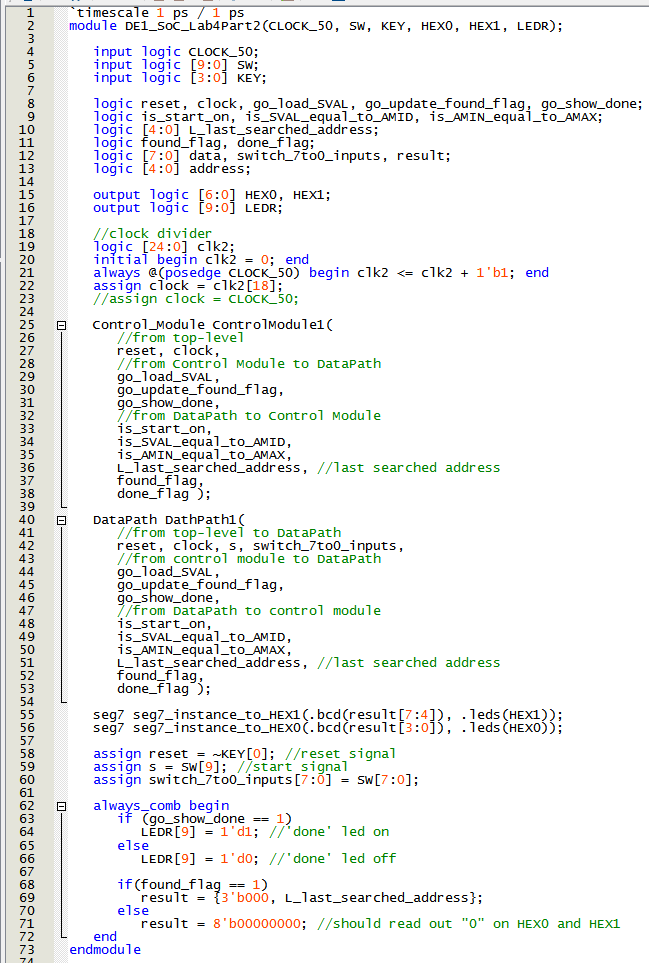 1 `timescale 1 ps / 1 ps
2 module DE1_SoC_Lab4Part2(CLOCK_50, SW, KEY, HEX0, HEX1, LEDR);
3
4 input logic CLOCK_50;
5 input logic [9:0] SW;
6 input logic [3:0] KEY;
7
8 logic reset, clock, go_load_SVAL, go_update_found_flag, go_show_done;
9 logic is_start_on, is_SVAL_equal_to_AMID, is_AMIN_equal_to_AMAX;
10 logic [4:0] L_last_searched_address;
11 logic found_flag, done_flag;
12 logic [7:0] data, switch_7to0_inputs, result;
13 logic [4:0] address;
14
15 output logic [6:0] HEX0, HEX1;
16 output logic [9:0] LEDR;
17
18 //clock divider
19 logic [24:0] clk2;
20 initial begin clk2 = 0; end
21 always @(posedge CLOCK_50) begin clk2 <= clk2 + 1'b1; end
22 assign clock = clk2[18];
23 //assign clock = CLOCK_50;
24
25 Control_Module ControlModule1(
26 //from top-level
27 reset, clock,
28 //from Control Module to DataPath
29 go_load_SVAL,
30 go_update_found_flag,
31 go_show_done,
32 //from DataPath to Control Module
33 is_start_on,
34 is_SVAL_equal_to_AMID,
35 is_AMIN_equal_to_AMAX,
36 L_last_searched_address, //last searched address
37 found_flag,
38 done_flag );
39
40 DataPath DathPath1(
41 //from top-level to DataPath
42 reset, clock, s, switch_7to0_inputs,
43 //from control module to DataPath
44 go_load_SVAL,
45 go_update_found_flag,
46 go_show_done,
47 //from DataPath to control module
48 is_start_on,
49 is_SVAL_equal_to_AMID,
50 is_AMIN_equal_to_AMAX,
51 L_last_searched_address, //last searched address
52 found_flag,
53 done_flag );
54
55 seg7 seg7_instance_to_HEX1(.bcd(result[7:4]), .leds(HEX1));
56 seg7 seg7_instance_to_HEX0(.bcd(result[3:0]), .leds(HEX0));
57
58 assign reset = ~KEY[0]; //reset signal
59 assign s = SW[9]; //start signal
60 assign switch_7to0_inputs[7:0] = SW[7:0];
61
62 always_comb begin
63 if (go_show_done == 1)
64 LEDR[9] = 1'd1; //'done' led on
65 else
66 LEDR[9] = 1'd0; //'done' led off
67
68 if(found_flag == 1)
69 result = {3'b000, L_last_searched_address};
70 else
71 result = 8'b00000000; //should read out "0" on HEX0 and HEX1
72 end
73 endmodule
74